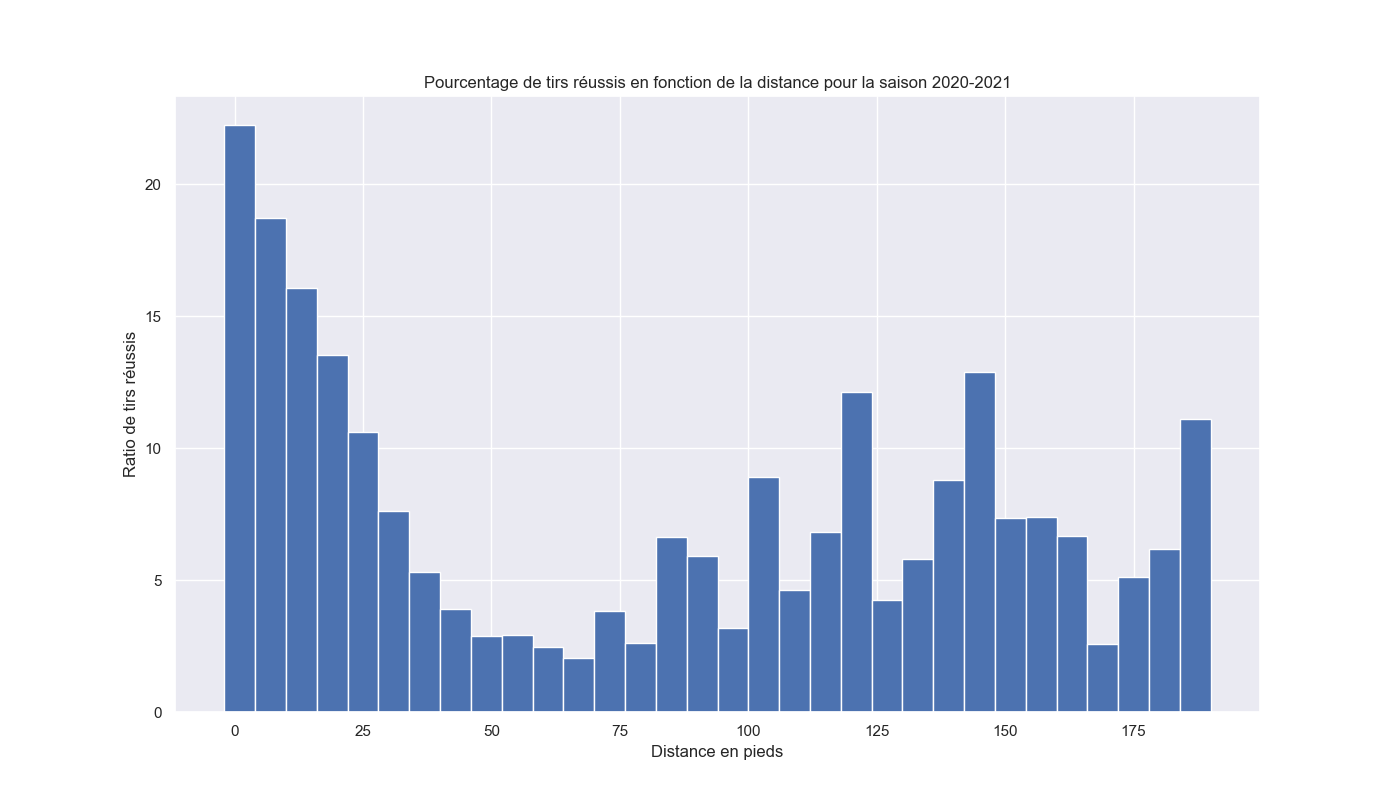 Pourcentage de tirs réussis en fonction de la distance pour la saison 2020-2021
Ratio de tirs réussis
20
15
10
5
0
0 25 50 75 100 125 150 175
Distance en pieds